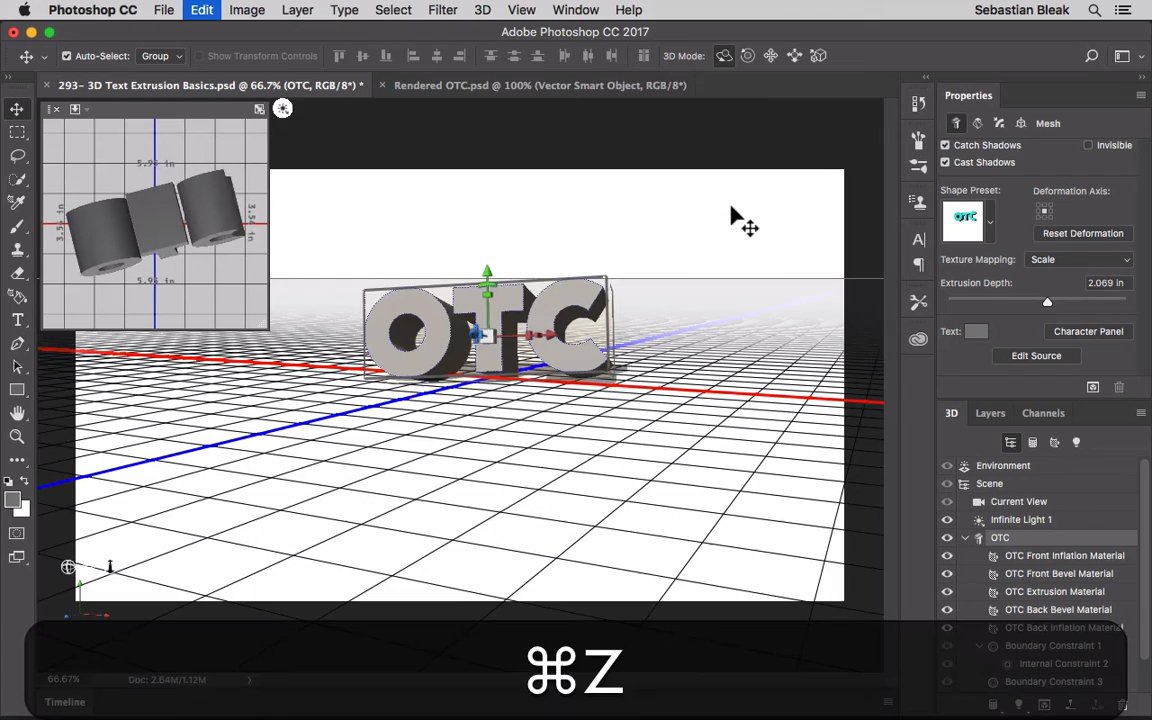 Photoshop CC File Edit Image Layer Type Select Filter 3D View Window Help Sebastian Bleak
Adobe Photoshop CC 2017
Auto-Select: Group Show Transform Controls 3D Mode:
293- 3D Text Extrusion Basics.psd @ 66.7% (OTC, RGB/8*) * Rendered OTC.psd @ 100% (Vector Smart Object, RGB/8*)
Properties
Mesh
Catch Shadows Invisible
Cast Shadows
Shape Preset: Deformation Axis:
OTC
Reset Deformation
Texture Mapping: Scale
Extrusion Depth: 2.069 in
Text: Character Panel
Edit Source
3D Layers Channels
Environment
Scene
Current View
Infinite Light 1
OTC
OTC Front Inflation Material
OTC Front Bevel Material
OTC Extrusion Material
OTC Back Bevel Material
OTC Back Inflation Material
Boundary Constraint 1
Internal Constraint 2
Boundary Constraint 3
OTC
⌘Z
66.67% Doc: 2.64M/1.12M
Timeline